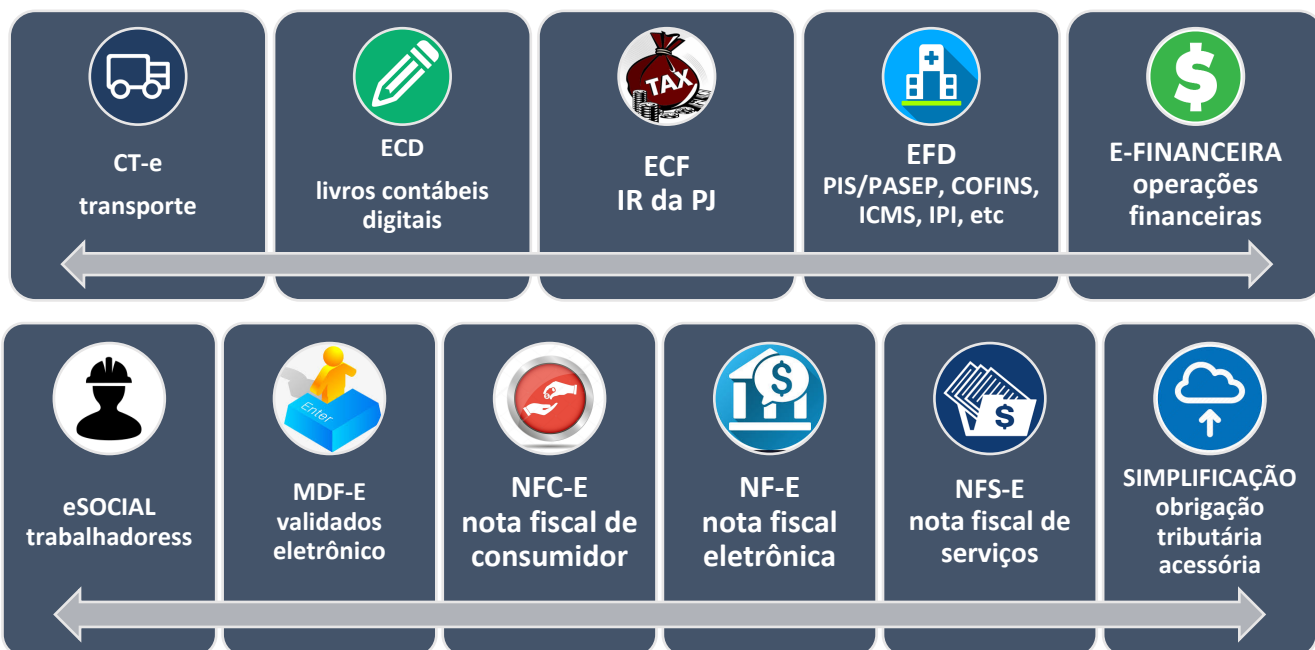 CT-e
transporte
ECD
livros contábeis
digitais
TAX
ECF
IR da PJ
EFD
PIS/PASEP, COFINS,
ICMS, IPI, etc
$
E-FINANCEIRA
operações
financeiras
eSOCIAL
trabalhadoress
Enter
MDF-E
validados
eletrônico
NFC-E
nota fiscal de
consumidor
$
NF-E
nota fiscal
eletrônica
$
NFS-E
nota fiscal de
serviços
SIMPLIFICAÇÃO
obrigação
tributária
acessória